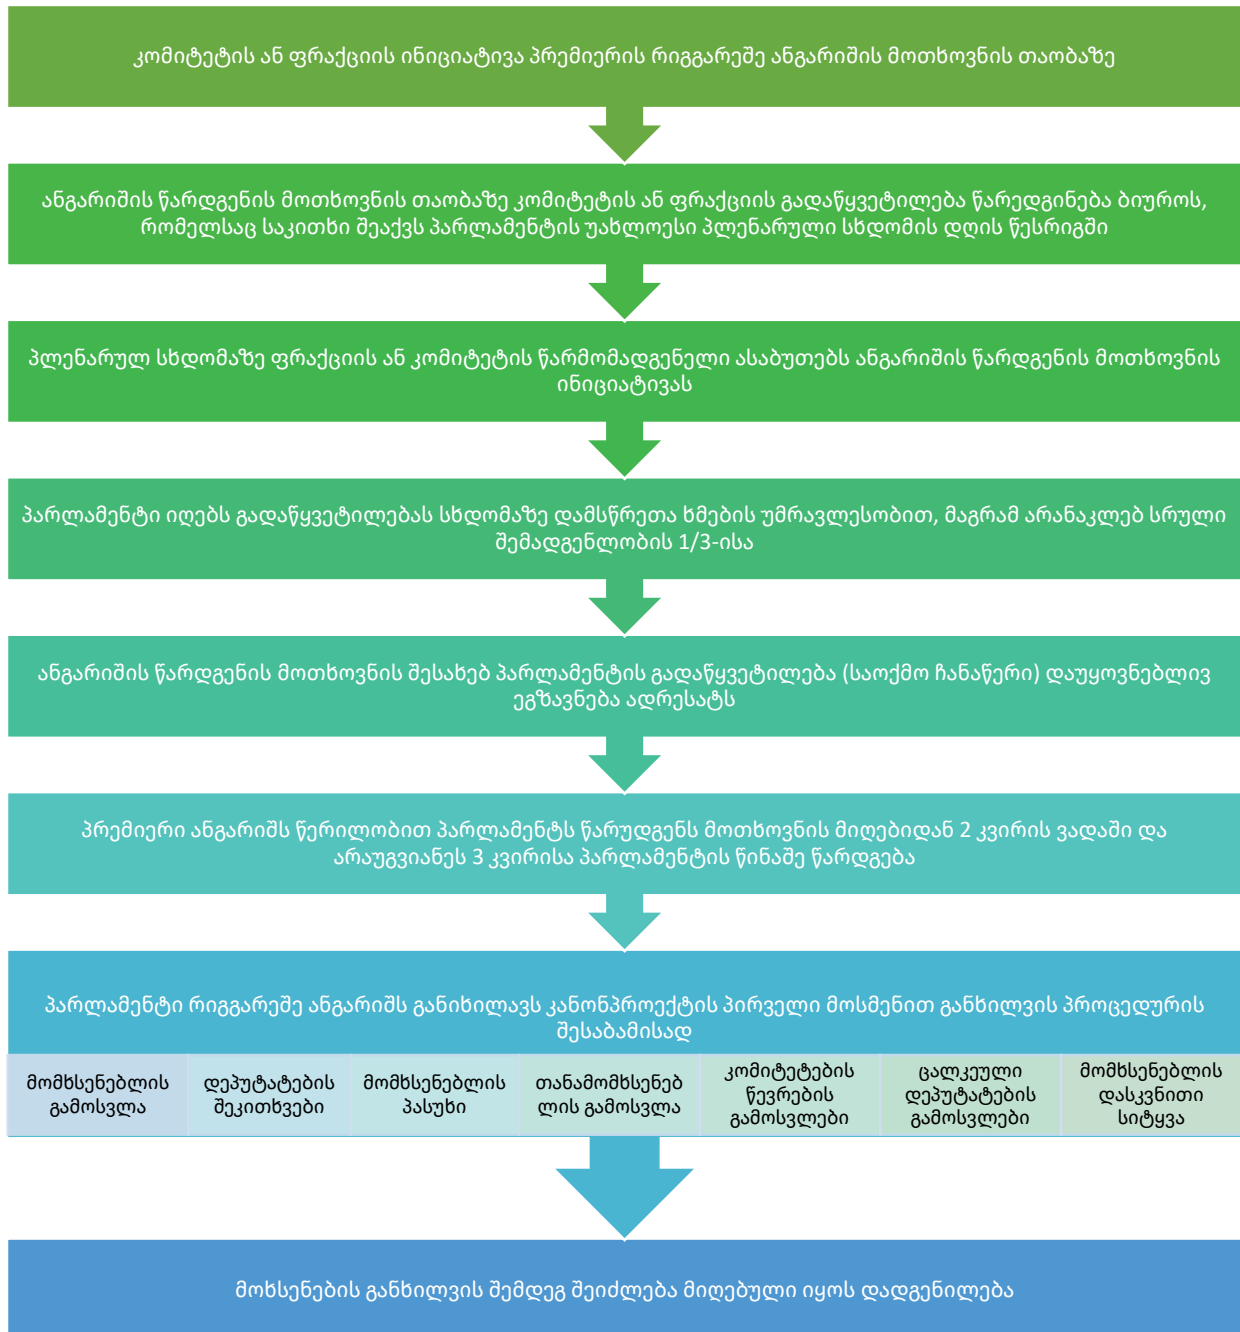 კომიტეტის ან ფრაქციის ინიციატივა პრემიერის რიგგარეშე ანგარიშის მოთხოვნის თაობაზე
ანგარიშის წარდგენის მოთხოვნის თაობაზე კომიტეტის ან ფრაქციის გადაწყვეტილება წარედგინება ბიუროს,
რომელსაც საკითხი შეაქვს პარლამენტის უახლოესი პლენარული სხდომის დღის წესრიგში
პლენარულ სხდომაზე ფრაქციის ან კომიტეტის წარმომადგენელი ასაბუთებს ანგარიშის წარდგენის მოთხოვნის
ინიციატივას
პარლამენტი იღებს გადაწყვეტილებას სხდომაზე დამსწრეთა ხმების უმრავლესობით, მაგრამ არანაკლებ სრული
შემადგენლობის 1/3-ისა
ანგარიშის წარდგენის მოთხოვნის შესახებ პარლამენტის გადაწყვეტილება (საოქმო ჩანაწერი) დაუყოვნებლივ
ეგზავნება ადრესატს
პრემიერი ანგარიშს წერილობით პარლამენტს წარუდგენს მოთხოვნის მიღებიდან 2 კვირის ვადაში და
არაუგვიანეს 3 კვირისა პარლამენტის წინაშე წარდგება
პარლამენტი რიგგარეშე ანგარიშს განიხილავს კანონპროექტის პირველი მოსმენით განხილვის პროცედურის
შესაბამისად
მომხსენებლის
გამოსვლა
დეპუტატების
შეკითხვები
მომხსენებლის
პასუხი
თანამომხსენებ
ლის გამოსვლა
კომიტეტების
წევრების
გამოსვლები
ცალკეული
დეპუტატების
გამოსვლები
მომხსენებლის
დასკვნითი
სიტყვა
მოხსენების განხილვის შემდეგ შეიძლება მიღებული იყოს დადგენილება